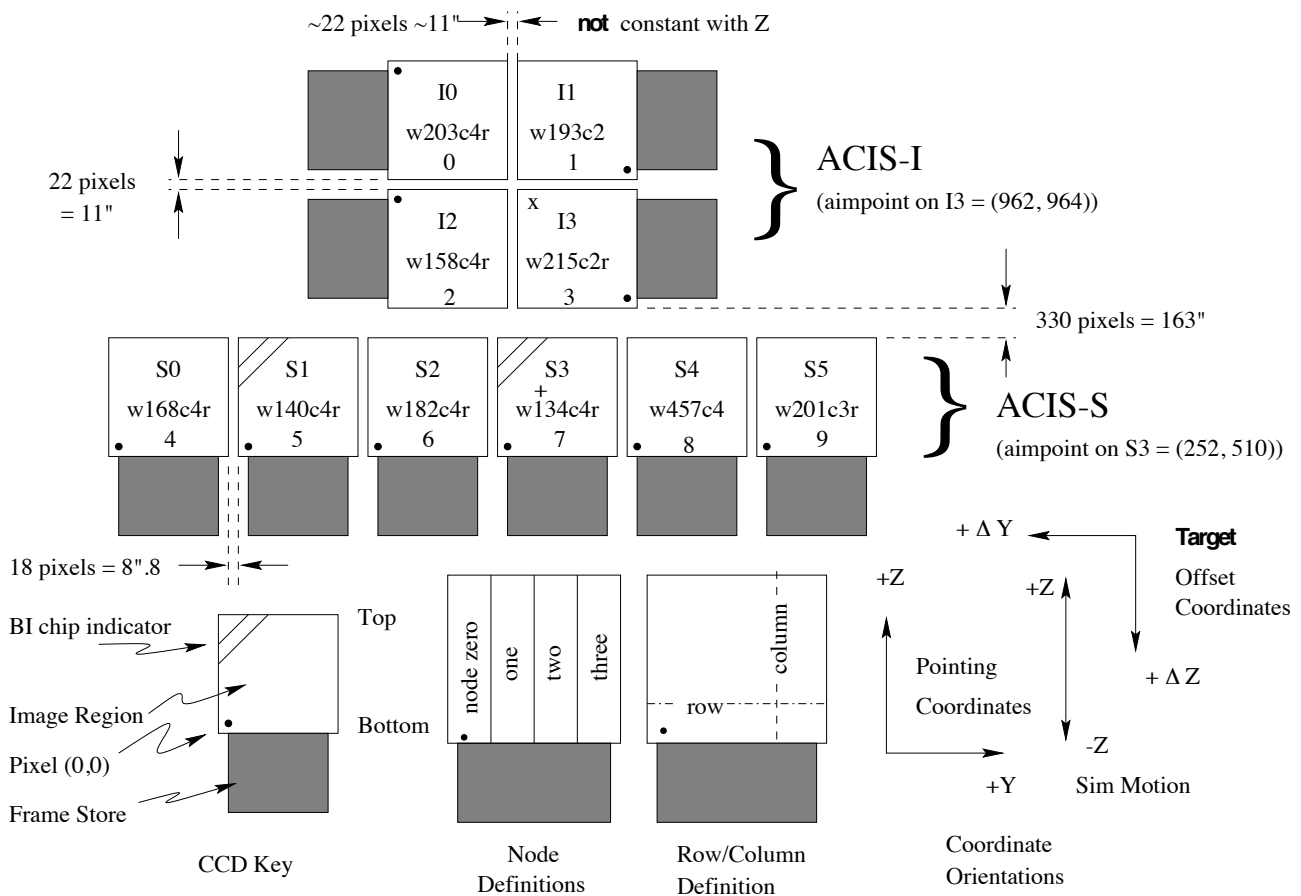 ~22 pixels ~11" not constant with Z
I0
w203c4r
0
I1
w193c2
1
22 pixels
= 11"
I2
w158c4r
2
x
I3
w215c2r
3
} ACIS-I
(aimpoint on I3 = (962, 964))
330 pixels = 163"
S0
w168c4r
4
S1
w140c4r
5
S2
w182c4r
6
S3
+
w134c4r
7
S4
w457c4
8
S5
w201c3r
9
} ACIS-S
(aimpoint on S3 = (252, 510))
18 pixels = 8".8
BI chip indicator
Image Region
Pixel (0,0)
Frame Store
Top
Bottom
CCD Key
node zero
one
two
three
Node
Definitions
row
column
Row/Column
Definition
+ Δ Y
Target
Offset
Coordinates
+ Δ Z
+Z
Pointing
Coordinates
+Y
+Z
-Z
Sim Motion
Coordinate
Orientations